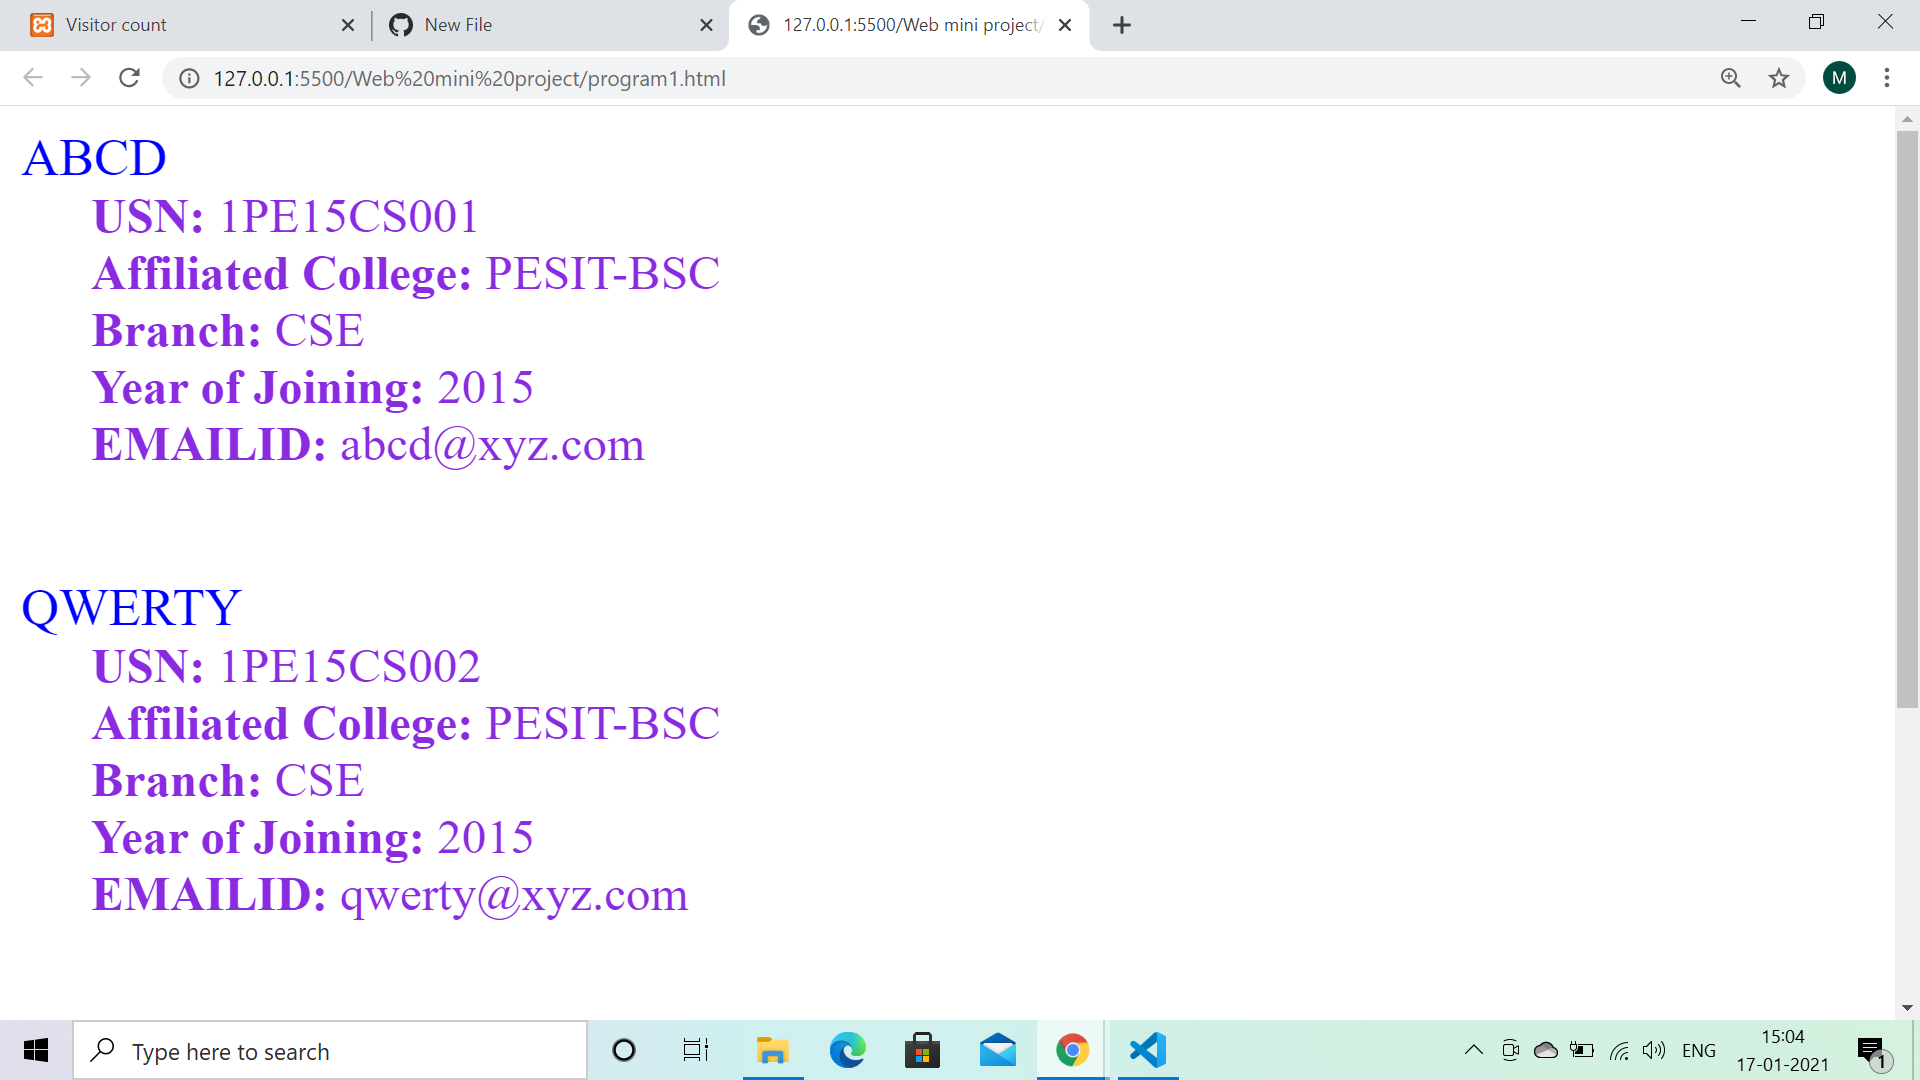 Visitor count
New File
127.0.0.1:5500/Web mini project/
127.0.0.1:5500/Web%20mini%20project/program1.html
M
ABCD
USN: 1PE15CS001
Affiliated College: PESIT-BSC
Branch: CSE
Year of Joining: 2015
EMAILID: abcd@xyz.com
QWERTY
USN: 1PE15CS002
Affiliated College: PESIT-BSC
Branch: CSE
Year of Joining: 2015
EMAILID: qwerty@xyz.com
Type here to search
ENG
15:04
17-01-2021
1